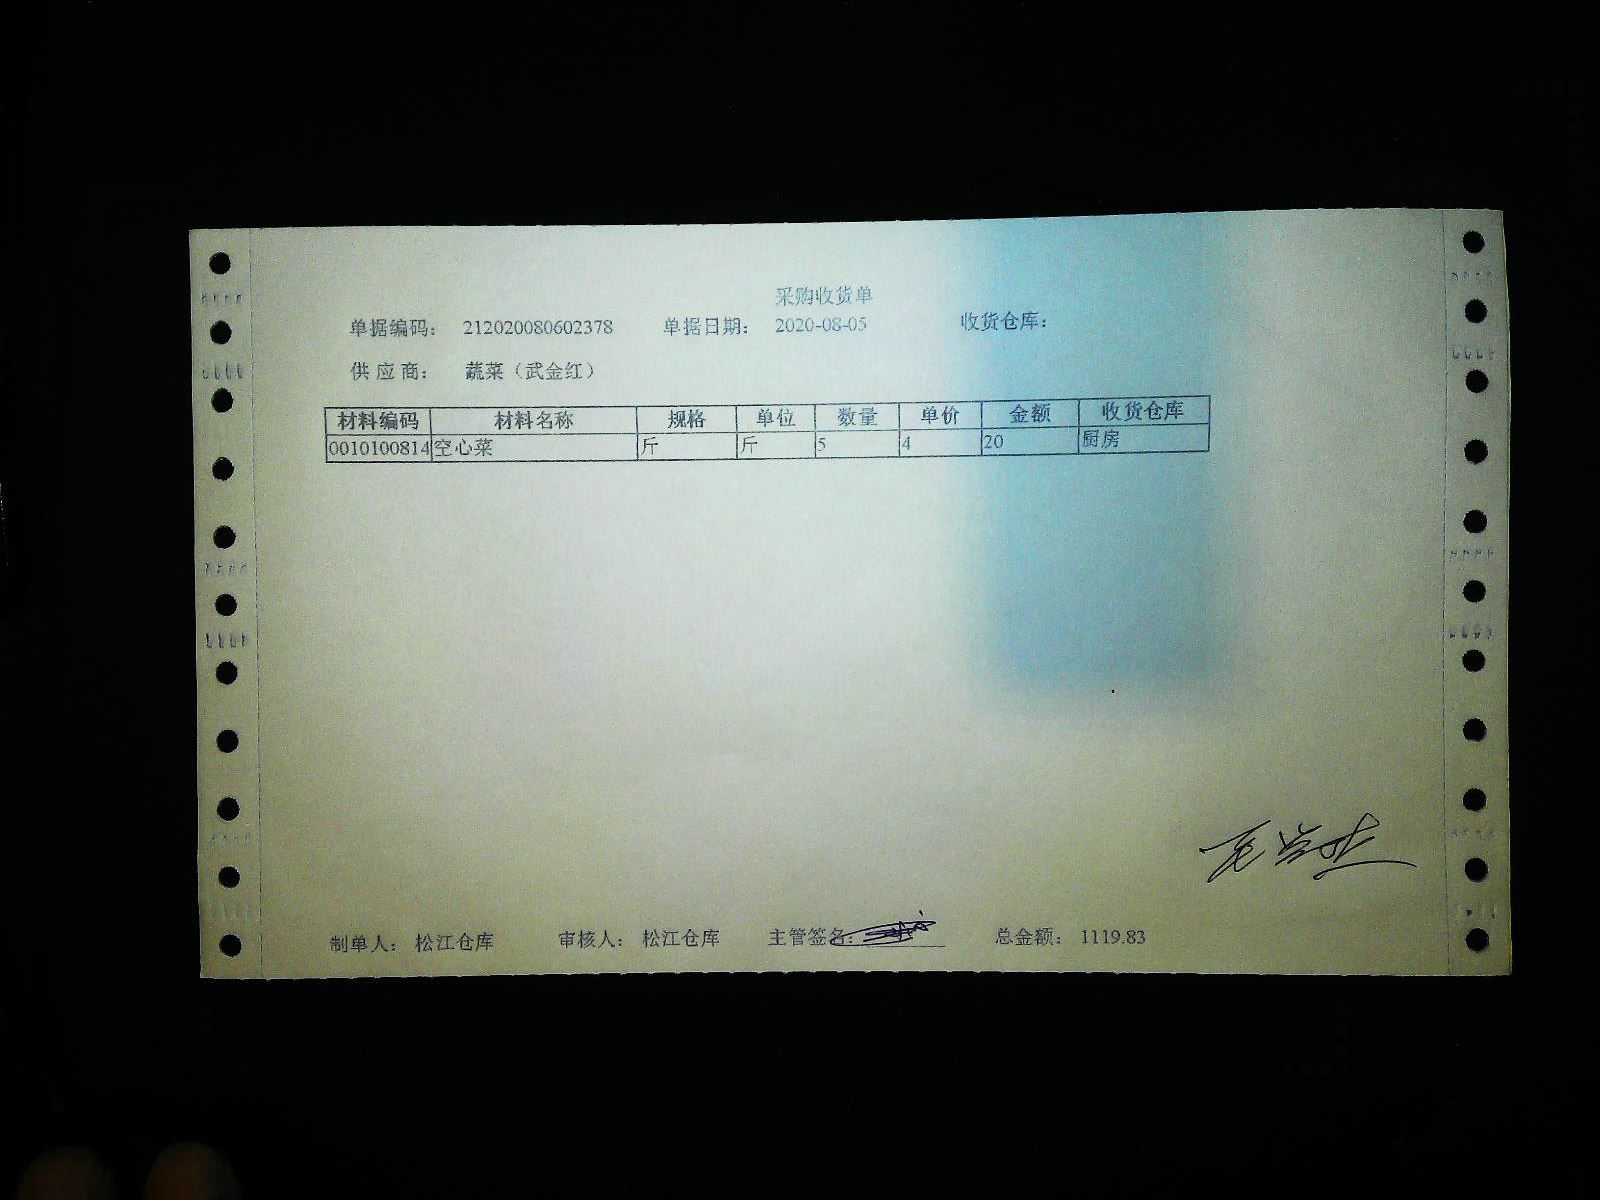 采购收货单
单据编码: 212020080602378 单据日期: 2020-08-05 收货仓库:
供应商: 蔬菜（武金红）
材料编码 材料名称 规格 单位 数量 单价 金额 收货仓库
0010100814 空心菜 斤 斤 5 4 20 厨房
制单人: 松江仓库 审核人: 松江仓库 主管签名: 总金额: 1119.83